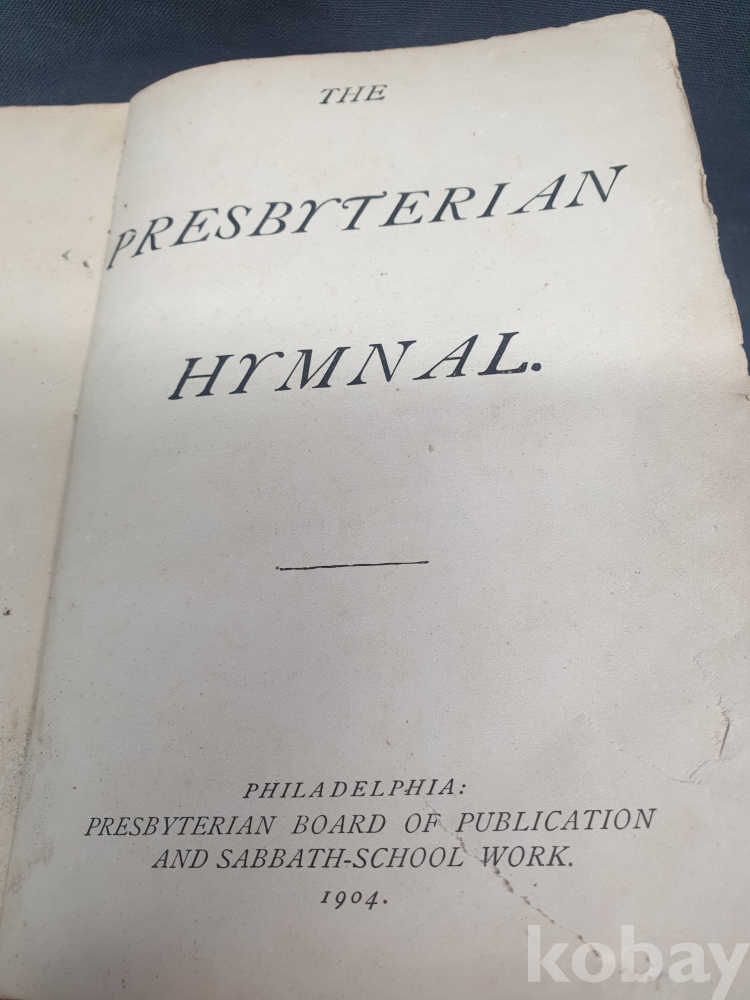 THE
PRESBYTERIAN
HYMNAL.
PHILADELPHIA:
PRESBYTERIAN BOARD OF PUBLICATION
AND SABBATH-SCHOOL WORK.
1904.
kobay